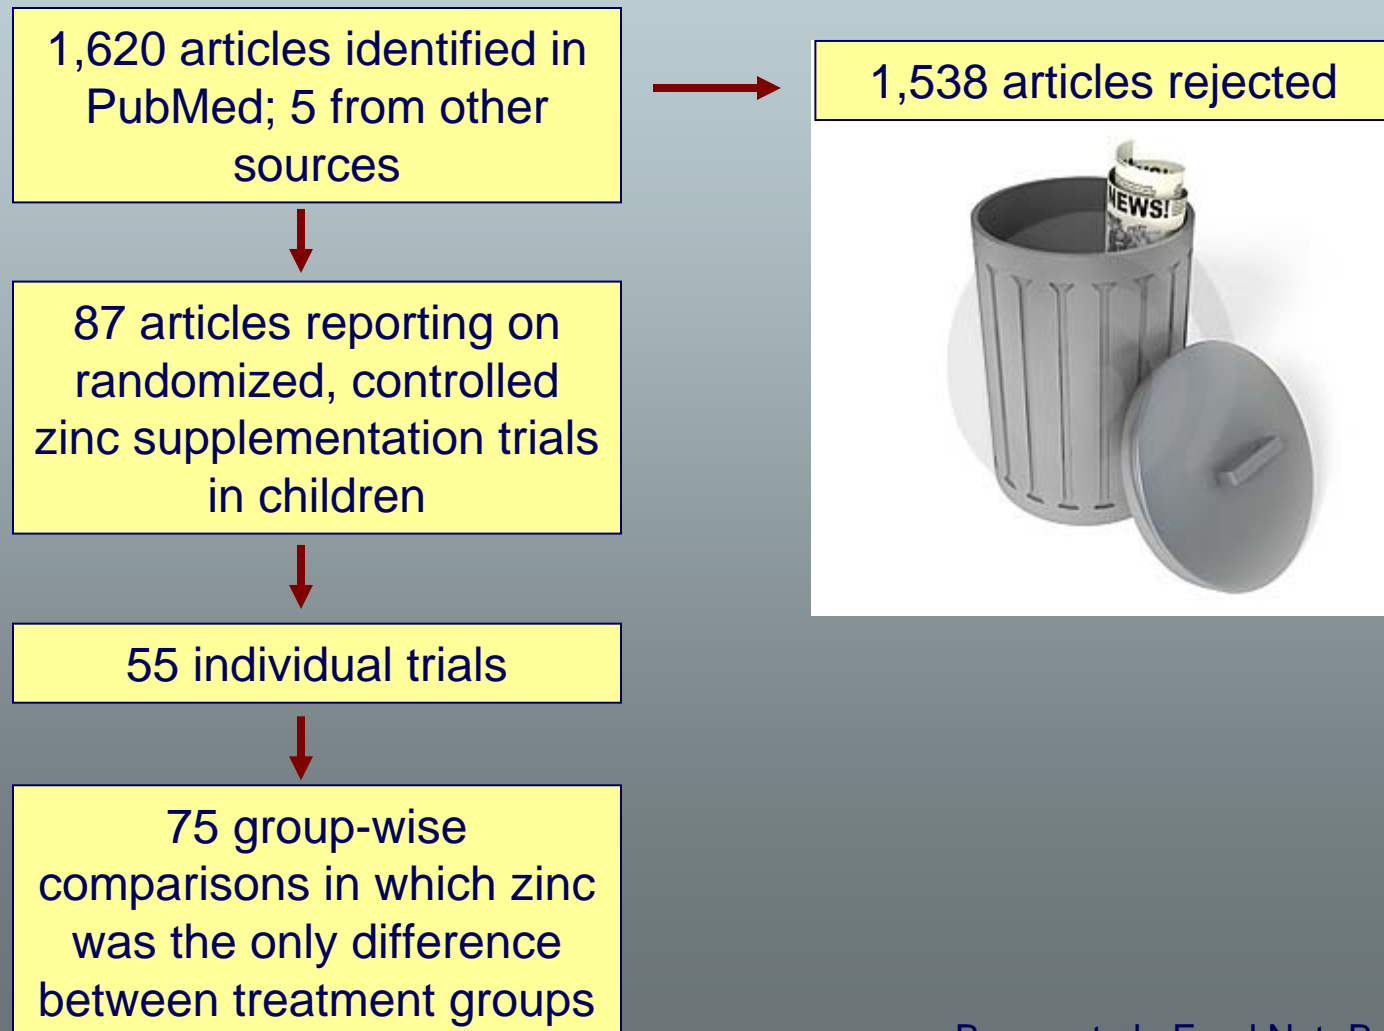 1,620 articles identified in
PubMed; 5 from other
sources
1,538 articles rejected
NEWS!
87 articles reporting on
randomized, controlled
zinc supplementation trials
in children
55 individual trials
75 group-wise
comparisons in which zinc
was the only difference
between treatment groups